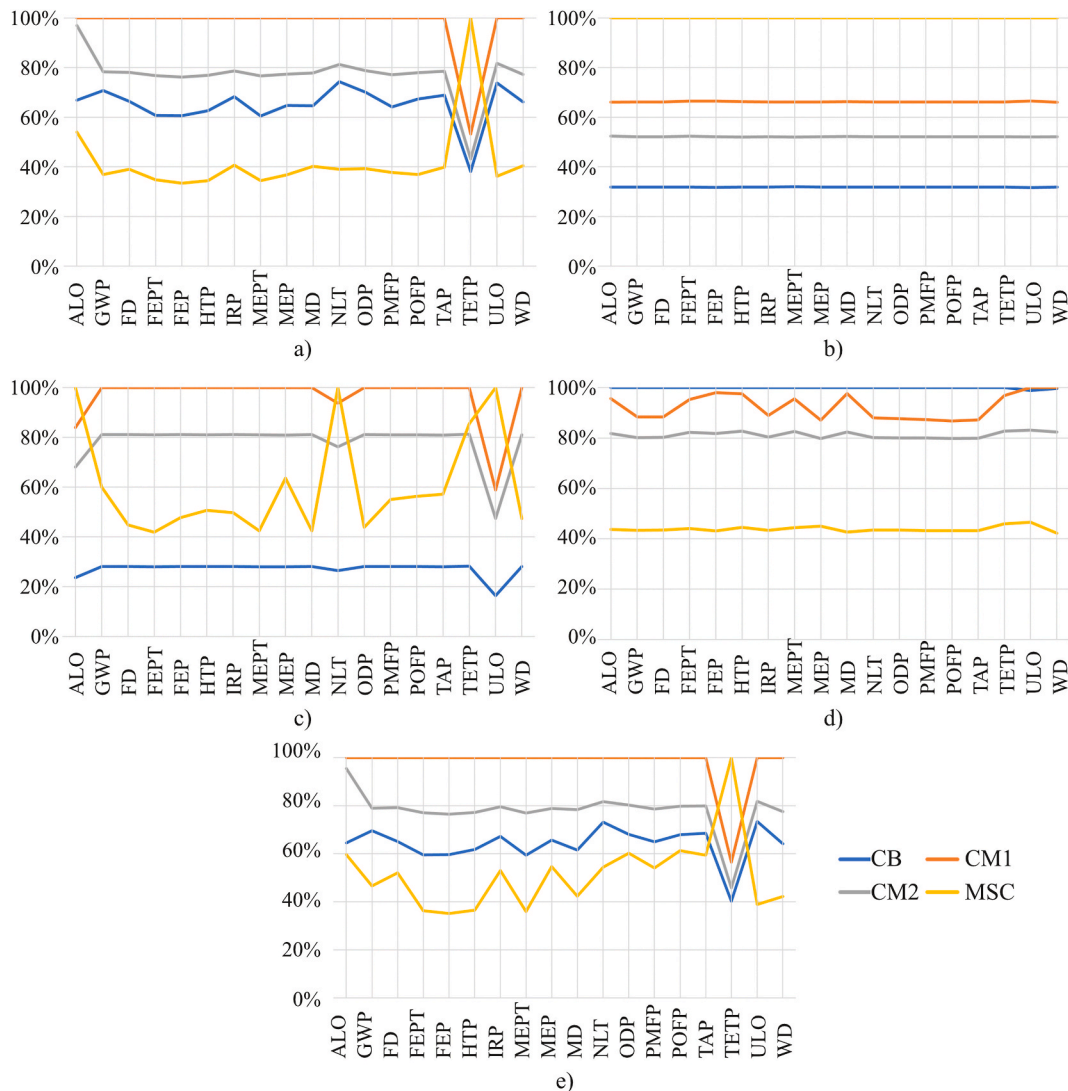 100%
80%
60%
40%
20%
0%
ALO
GWP
FD
FEPT
FEP
HTP
IRP
MEPT
MEP
MD
NLT
ODP
PMFP
POFP
TAP
TETP
ULO
WD
a)
100%
80%
60%
40%
20%
0%
ALO
GWP
FD
FEPT
FEP
HTP
IRP
MEPT
MEP
MD
NLT
ODP
PMFP
POFP
TAP
TETP
ULO
WD
b)
100%
80%
60%
40%
20%
0%
ALO
GWP
FD
FEPT
FEP
HTP
IRP
MEPT
MEP
MD
NLT
ODP
PMFP
POFP
TAP
TETP
ULO
WD
c)
100%
80%
60%
40%
20%
0%
ALO
GWP
FD
FEPT
FEP
HTP
IRP
MEPT
MEP
MD
NLT
ODP
PMFP
POFP
TAP
TETP
ULO
WD
d)
100%
80%
60%
40%
20%
0%
ALO
GWP
FD
FEPT
FEP
HTP
IRP
MEPT
MEP
MD
NLT
ODP
PMFP
POFP
TAP
TETP
ULO
WD
e)
CB CM1
CM2 MSC